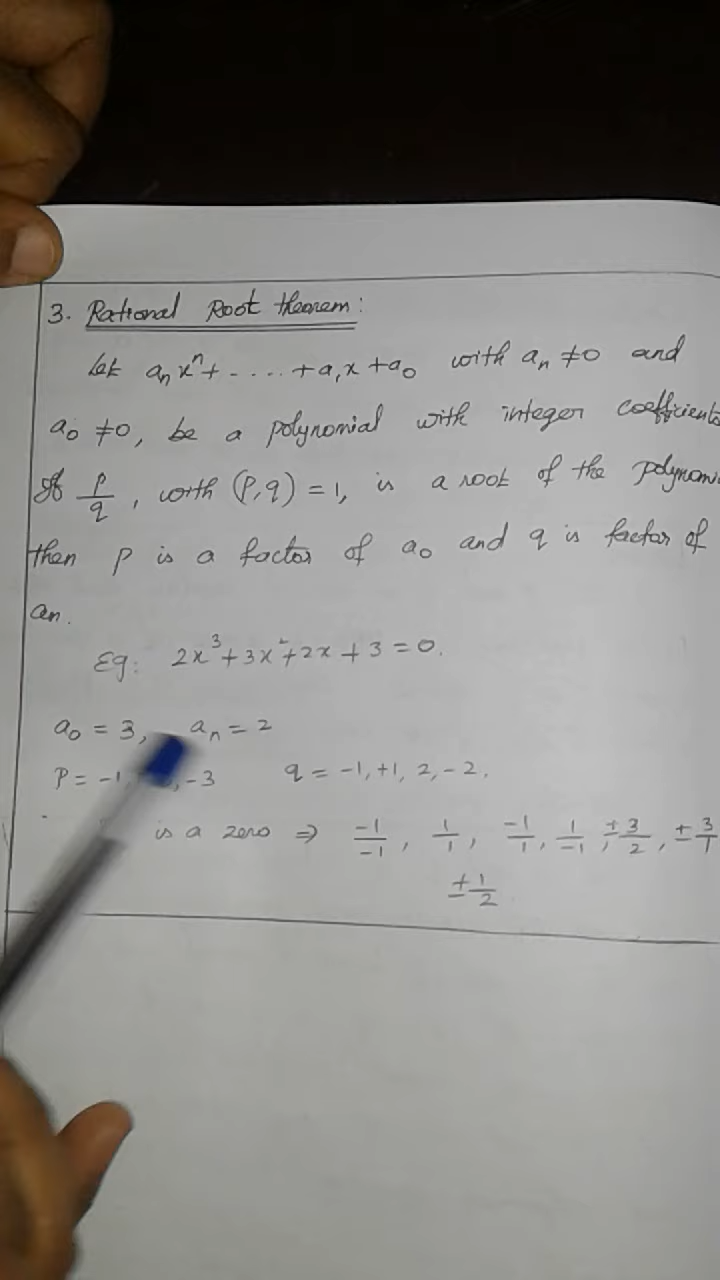 3. Rational Root theorem:
Let aₙxⁿ + ..... + a₁x + a₀ with aₙ ≠ 0 and
a₀ ≠ 0, be a polynomial with integer coefficients
If p/q, with (p,q) = 1, is a root of the polynomi
then p is a factor of a₀ and q is factor of
an.
Eg: 2x³ + 3x² + 2x + 3 = 0.
a₀ = 3, aₙ = 2
P = -1, , -3 q = -1, +1, 2, -2.
is a zero ⇒ -1/-1, 1/1, -1/1, 1/-1, ±3/2, ±3/1
±1/2